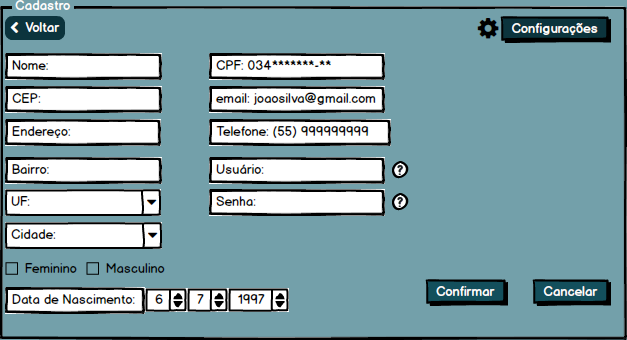 Cadastro
Voltar
Configurações
Nome:
CPF: 034*******-**
CEP:
email: joaosilva@gmail.com
Endereço:
Telefone: (55) 999999999
Bairro:
Usuário:
?
UF:
Senha:
?
Cidade:
Feminino
Masculino
Data de Nascimento: 6 7 1997
Confirmar
Cancelar